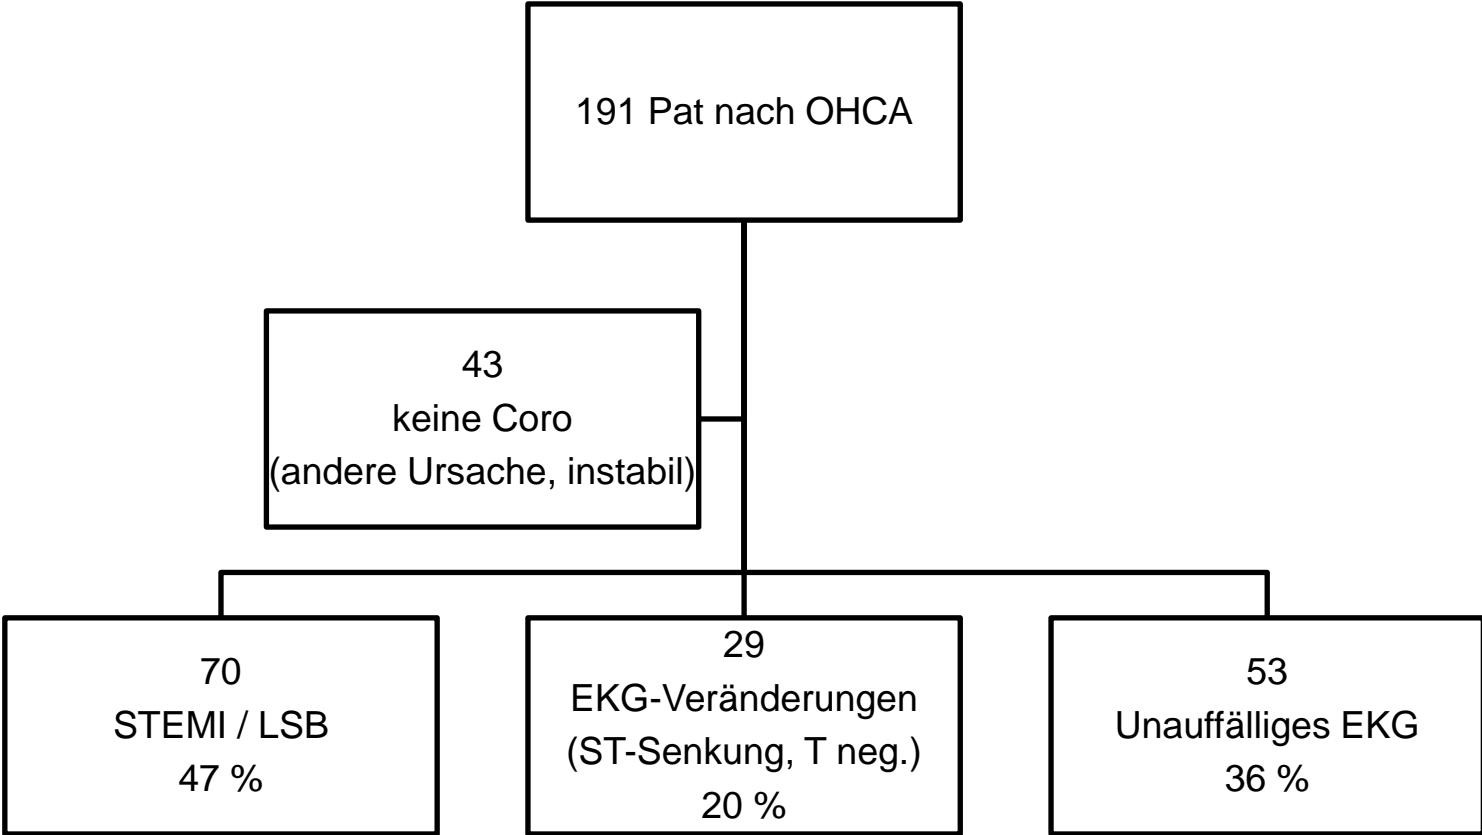 191 Pat nach OHCA
43
keine Coro
(andere Ursache, instabil)
70
STEMI / LSB
47 %
29
EKG-Veränderungen
(ST-Senkung, T neg.)
20 %
53
Unauffälliges EKG
36 %